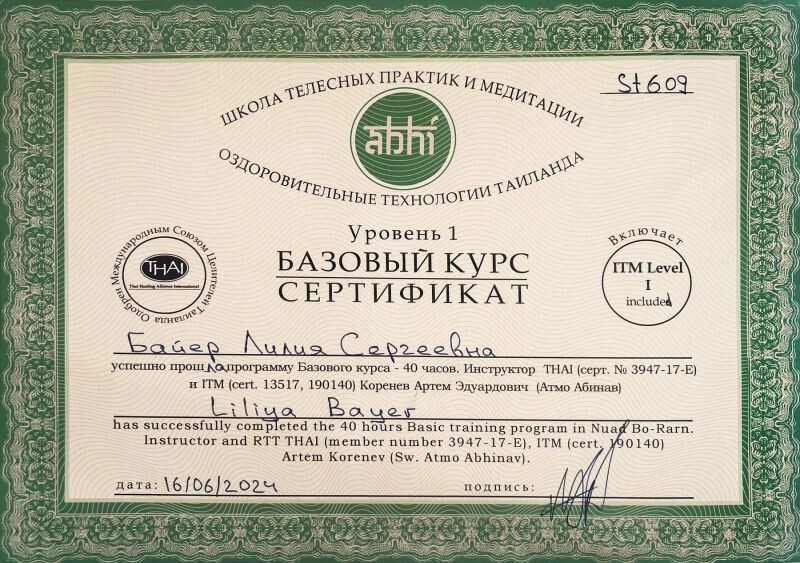 St609
ШКОЛА ТЕЛЕСНЫХ ПРАКТИК И МЕДИТАЦИИ
abhi
ОЗДОРОВИТЕЛЬНЫЕ ТЕХНОЛОГИИ ТАИЛАНДА
Уровень 1
БАЗОВЫЙ КУРС
СЕРТИФИКАТ
Одобрен Международным Союзом Целителей Таиланда
THAI
Thai Healing Alliance International
Включает
ITM Level
I
included
Байер Лилия Сергеевна
успешно прошла программу Базового курса - 40 часов. Инструктор THAI (серт. № 3947-17-E)
и ITM (cert. 13517, 190140) Коренев Артем Эдуардович (Атмо Абинав)
Liliya Bayer
has successfully completed the 40 hours Basic training program in Nuad Bo-Rarn.
Instructor and RTT THAI (member number 3947-17-E), ITM (cert. 190140)
Artem Korenev (Sw. Atmo Abhinav).
дата: 16/06/2024
подпись: